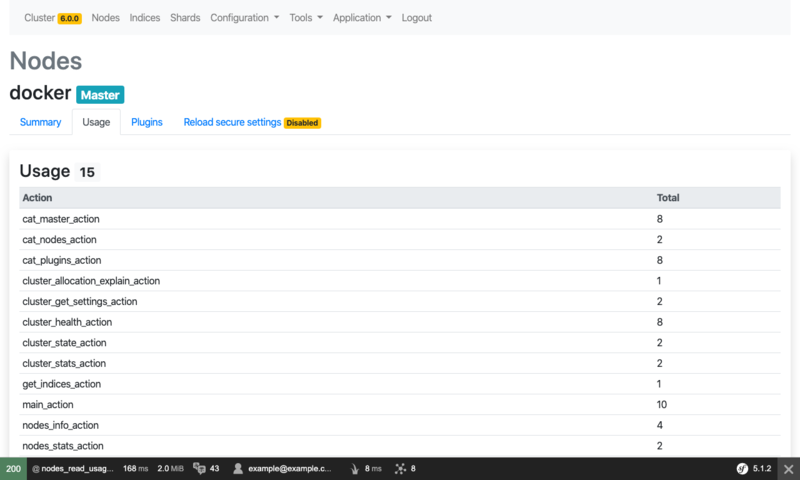 Cluster 6.0.0 Nodes Indices Shards Configuration Tools Application Logout
Nodes
docker Master
Summary Usage Plugins Reload secure settings Disabled
Usage 15
Action Total
cat_master_action 8
cat_nodes_action 2
cat_plugins_action 8
cluster_allocation_explain_action 1
cluster_get_settings_action 2
cluster_health_action 8
cluster_state_action 2
cluster_stats_action 2
get_indices_action 1
main_action 10
nodes_info_action 4
nodes_stats_action 2
200 @ nodes_read_usag... 168 ms 2.0 MiB 43 example@example.c... 8 ms 8 sf 5.1.2